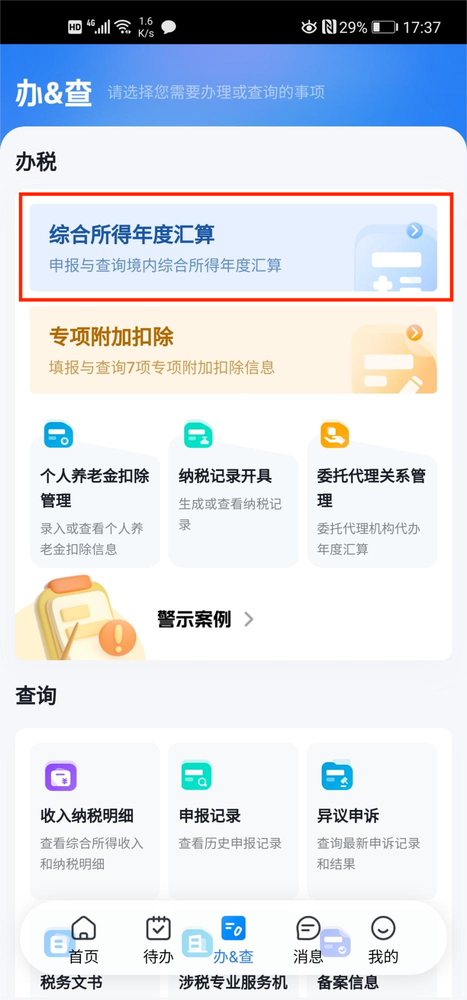 HD 4G 1.6 K/s 29% 17:37
办&查 请选择您需要办理或查询的事项
办税
综合所得年度汇算
申报与查询境内综合所得年度汇算
专项附加扣除
填报与查询7项专项附加扣除信息
个人养老金扣除
管理
录入或查看个人养
老金扣除信息
纳税记录开具
生成或查看纳税记
录
委托代理关系管
理
委托代理机构代办
年度汇算
警示案例
查询
收入纳税明细
查看综合所得收入
和纳税明细
申报记录
查看历史申报记录
异议申诉
查询最新申诉记录
和结果
首页 待办 办&查 消息 我的
税务文书 涉税专业服务机 备案信息